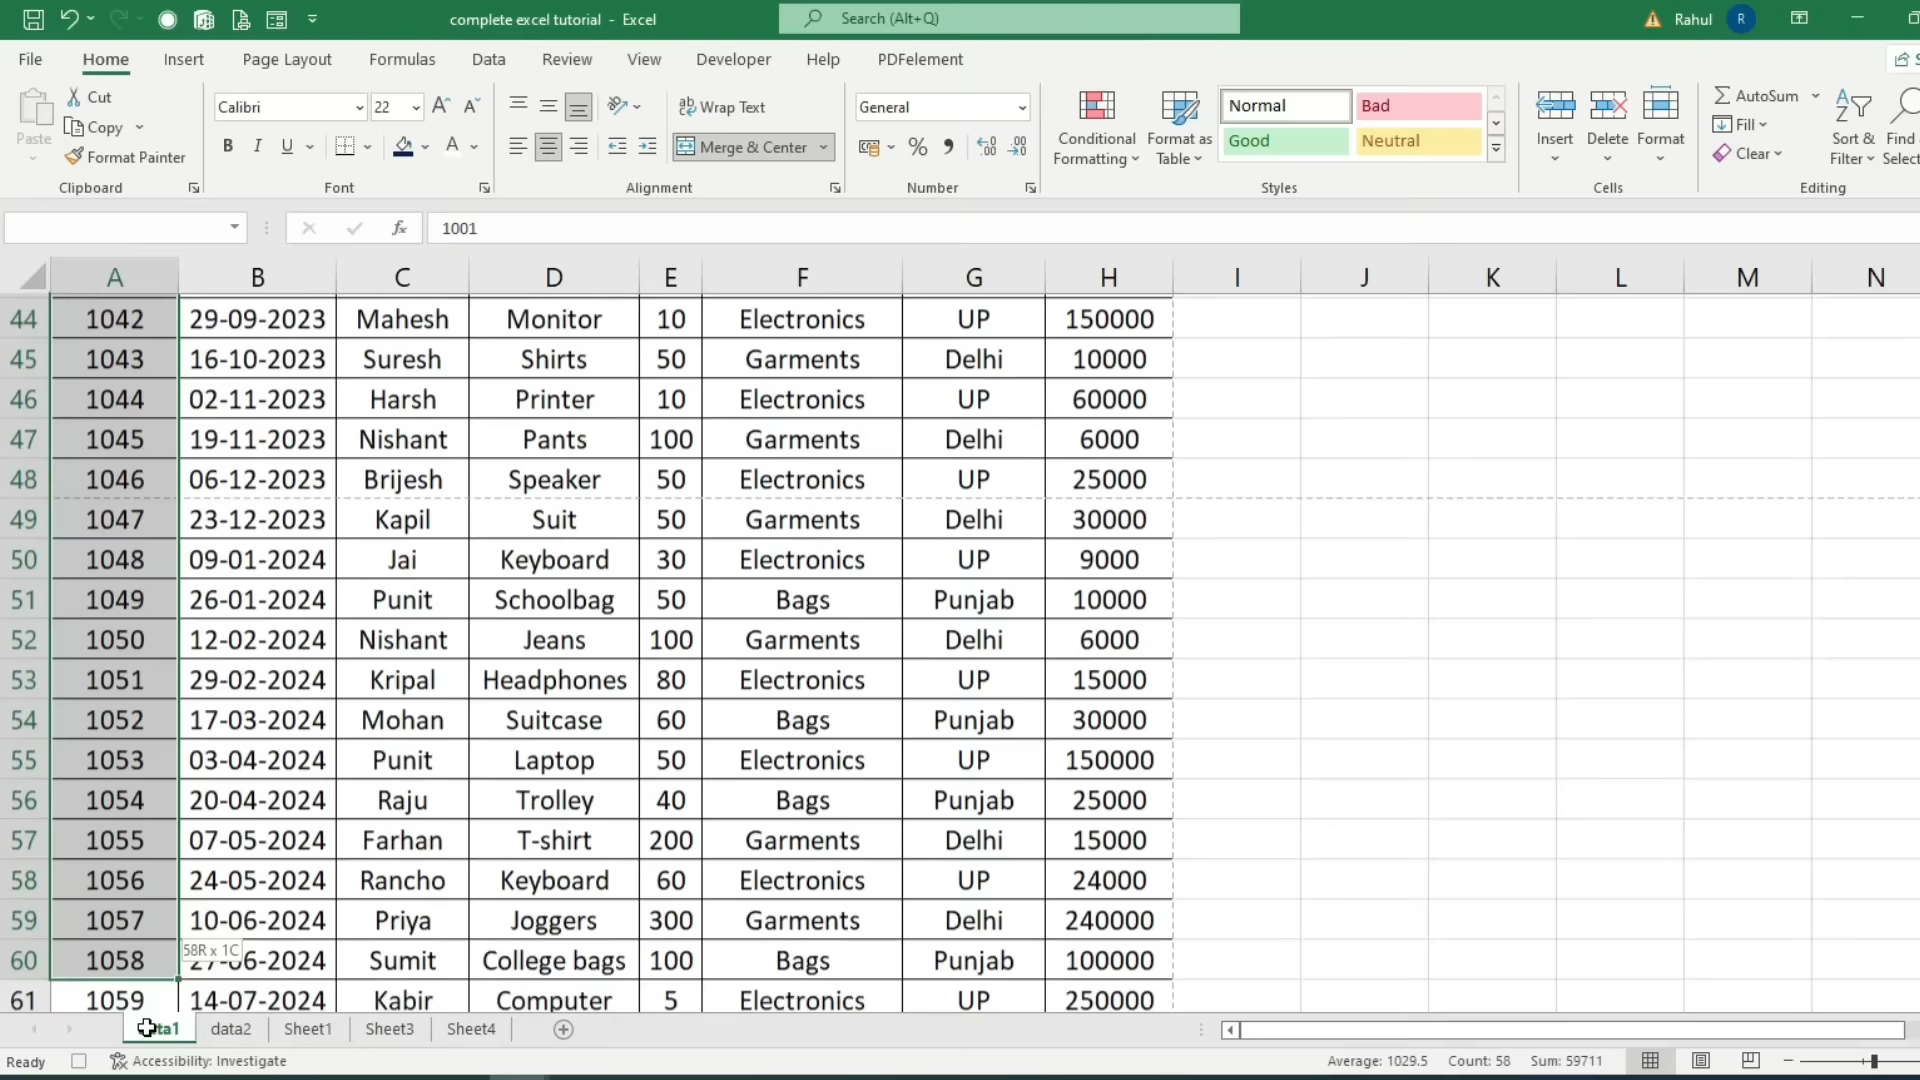 complete excel tutorial - Excel
Search (Alt+Q)
Rahul R
File Home Insert Page Layout Formulas Data Review View Developer Help PDFelement
Paste
Cut
Copy
Format Painter
Clipboard
Calibri 22
B I U
Font
Wrap Text
Merge & Center
Alignment
General
%
Number
Conditional Formatting
Format as Table
Normal Bad
Good Neutral
Styles
Insert Delete Format
Cells
AutoSum
Fill
Clear
Sort & Filter
Find
Editing
fx 1001
A B C D E F G H I J K L M N
44 1042 29-09-2023 Mahesh Monitor 10 Electronics UP 150000
45 1043 16-10-2023 Suresh Shirts 50 Garments Delhi 10000
46 1044 02-11-2023 Harsh Printer 10 Electronics UP 60000
47 1045 19-11-2023 Nishant Pants 100 Garments Delhi 6000
48 1046 06-12-2023 Brijesh Speaker 50 Electronics UP 25000
49 1047 23-12-2023 Kapil Suit 50 Garments Delhi 30000
50 1048 09-01-2024 Jai Keyboard 30 Electronics UP 9000
51 1049 26-01-2024 Punit Schoolbag 50 Bags Punjab 10000
52 1050 12-02-2024 Nishant Jeans 100 Garments Delhi 6000
53 1051 29-02-2024 Kripal Headphones 80 Electronics UP 15000
54 1052 17-03-2024 Mohan Suitcase 60 Bags Punjab 30000
55 1053 03-04-2024 Punit Laptop 50 Electronics UP 150000
56 1054 20-04-2024 Raju Trolley 40 Bags Punjab 25000
57 1055 07-05-2024 Farhan T-shirt 200 Garments Delhi 15000
58 1056 24-05-2024 Rancho Keyboard 60 Electronics UP 24000
59 1057 10-06-2024 Priya Joggers 300 Garments Delhi 240000
58R x 1C
60 1058 27-06-2024 Sumit College bags 100 Bags Punjab 100000
61 1059 14-07-2024 Kabir Computer 5 Electronics UP 250000
data2 Sheet1 Sheet3 Sheet4
Ready Accessibility: Investigate Average: 1029.5 Count: 58 Sum: 59711